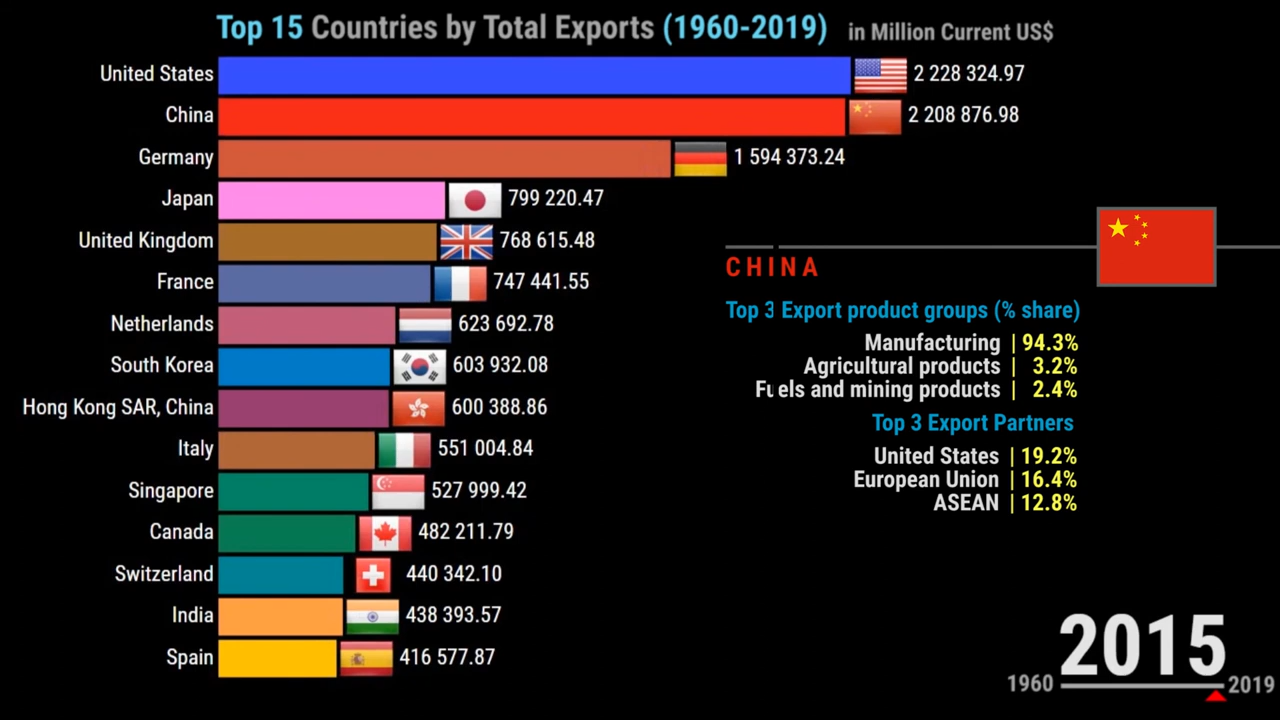 Top 15 Countries by Total Exports (1960-2019) in Million Current US$
United States 2 228 324.97
China 2 208 876.98
Germany 1 594 373.24
Japan 799 220.47
United Kingdom 768 615.48
France 747 441.55
Netherlands 623 692.78
South Korea 603 932.08
Hong Kong SAR, China 600 388.86
Italy 551 004.84
Singapore 527 999.42
Canada 482 211.79
Switzerland 440 342.10
India 438 393.57
Spain 416 577.87
CHINA
Top 3 Export product groups (% share)
Manufacturing | 94.3%
Agricultural products | 3.2%
Fuels and mining products | 2.4%
Top 3 Export Partners
United States | 19.2%
European Union | 16.4%
ASEAN | 12.8%
2015
1960 2019